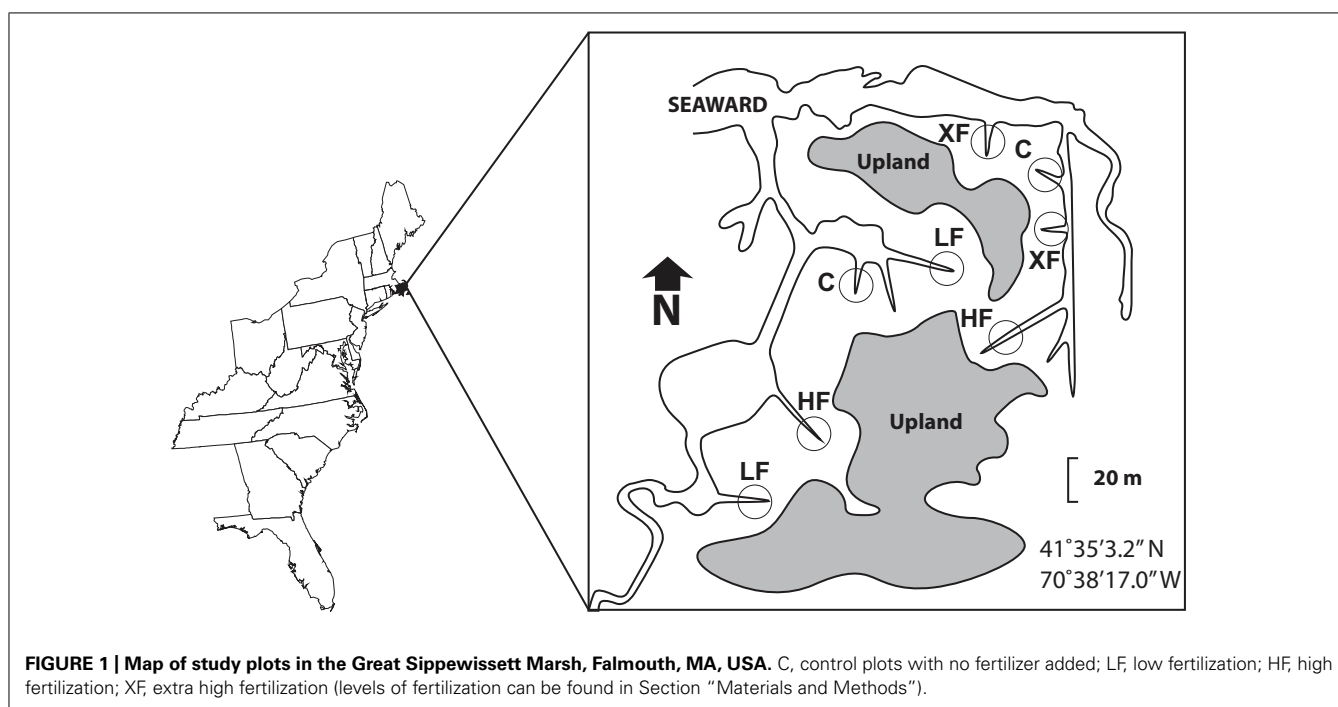 SEAWARD
XF
C
Upland
LF
XF
C
N
HF
HF
Upland
LF
20 m
41°35'3.2" N
70°38'17.0" W
FIGURE 1 | Map of study plots in the Great Sippewissett Marsh, Falmouth, MA, USA. C, control plots with no fertilizer added; LF, low fertilization; HF, high
fertilization; XF, extra high fertilization (levels of fertilization can be found in Section “Materials and Methods”).